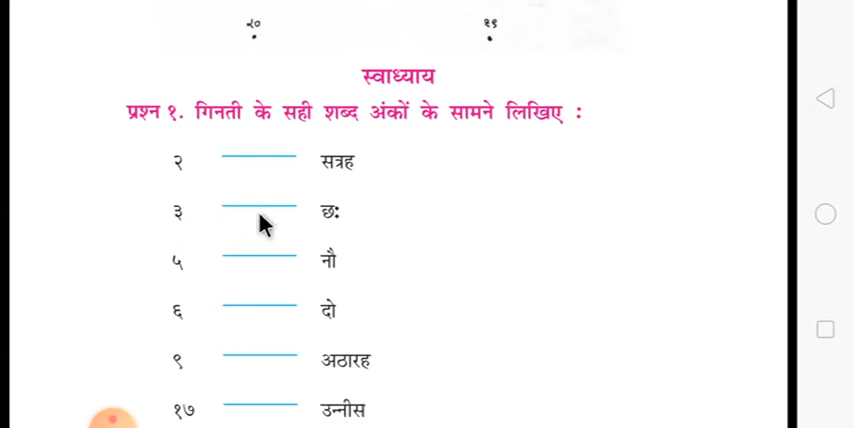 २० १९
स्वाध्याय
प्रश्न १. गिनती के सही शब्द अंकों के सामने लिखिए :
२ सत्रह
३ छः
५ नौ
६ दो
९ अठारह
१७ उन्नीस